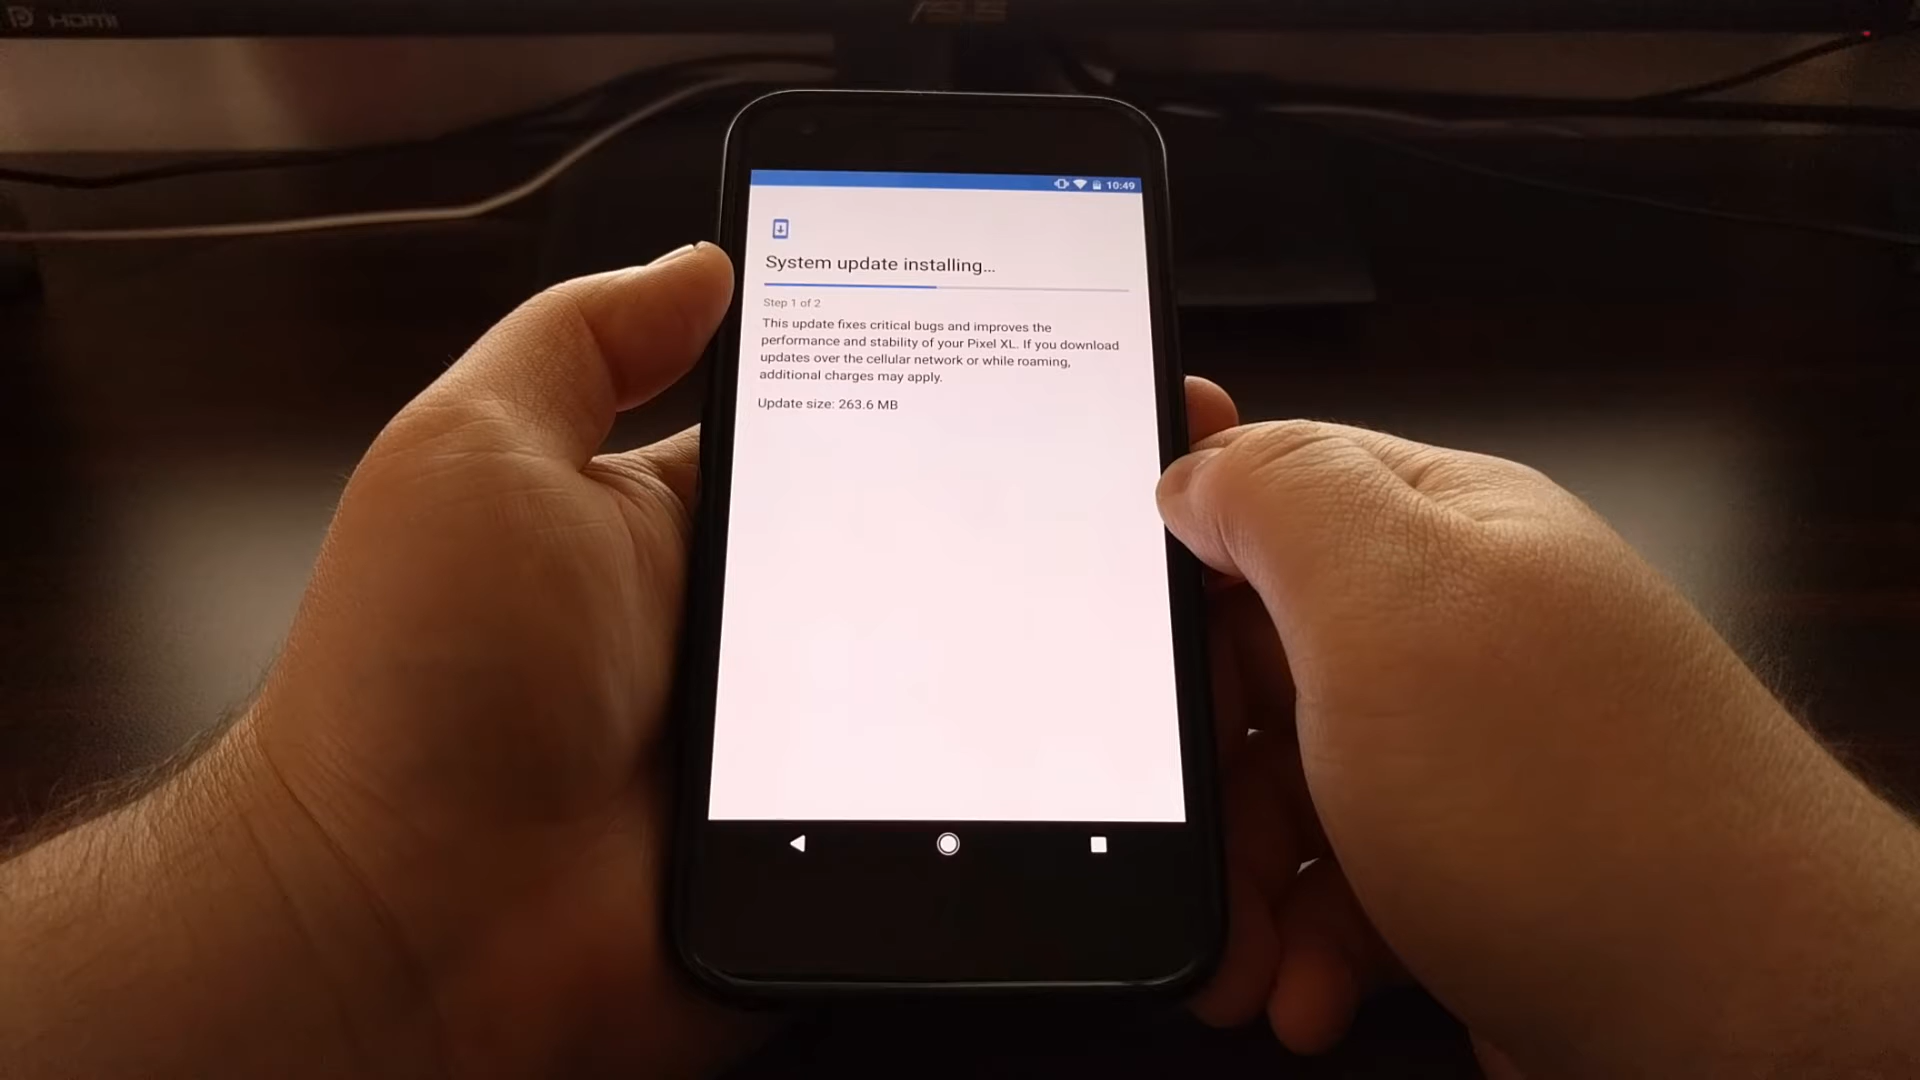 HDMI
ASUS
10:49
System update installing...
Step 1 of 2
This update fixes critical bugs and improves the
performance and stability of your Pixel XL. If you download
updates over the cellular network or while roaming,
additional charges may apply.
Update size: 263.6 MB